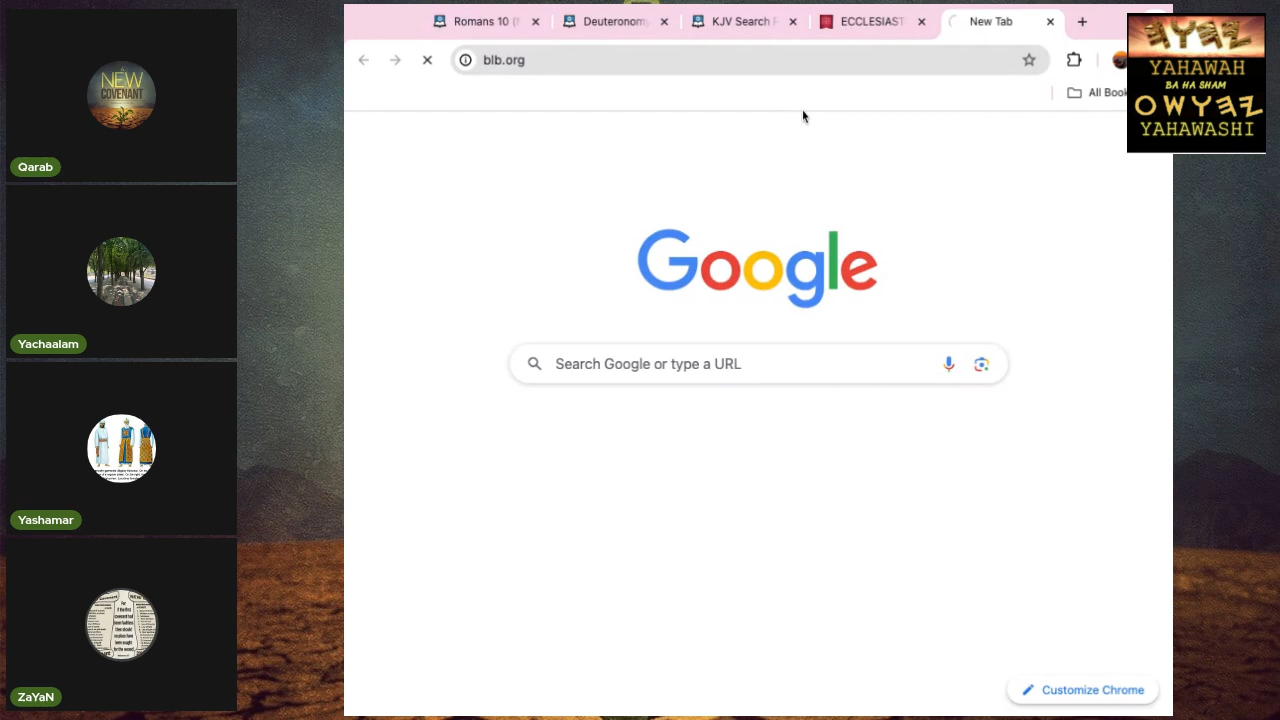 NEW
COVENANT
Qarab
Yachaalam
Yashamar
ZaYaN
Romans 10
Deuteronomy
KJV Search
ECCLESIAST
New Tab
blb.org
All Book
Google
Search Google or type a URL
Customize Chrome
𐤉𐤄𐤅𐤄
YAHAWAH
BA HA SHAM
YAHAWASHI